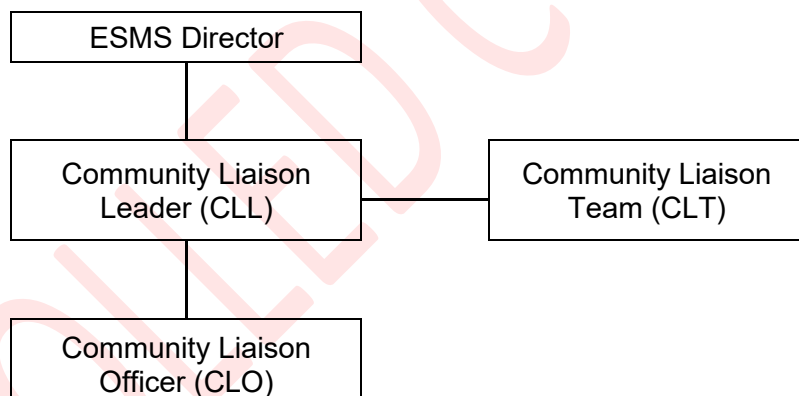 ESMS Director
Community Liaison
Leader (CLL)
Community Liaison
Team (CLT)
Community Liaison
Officer (CLO)